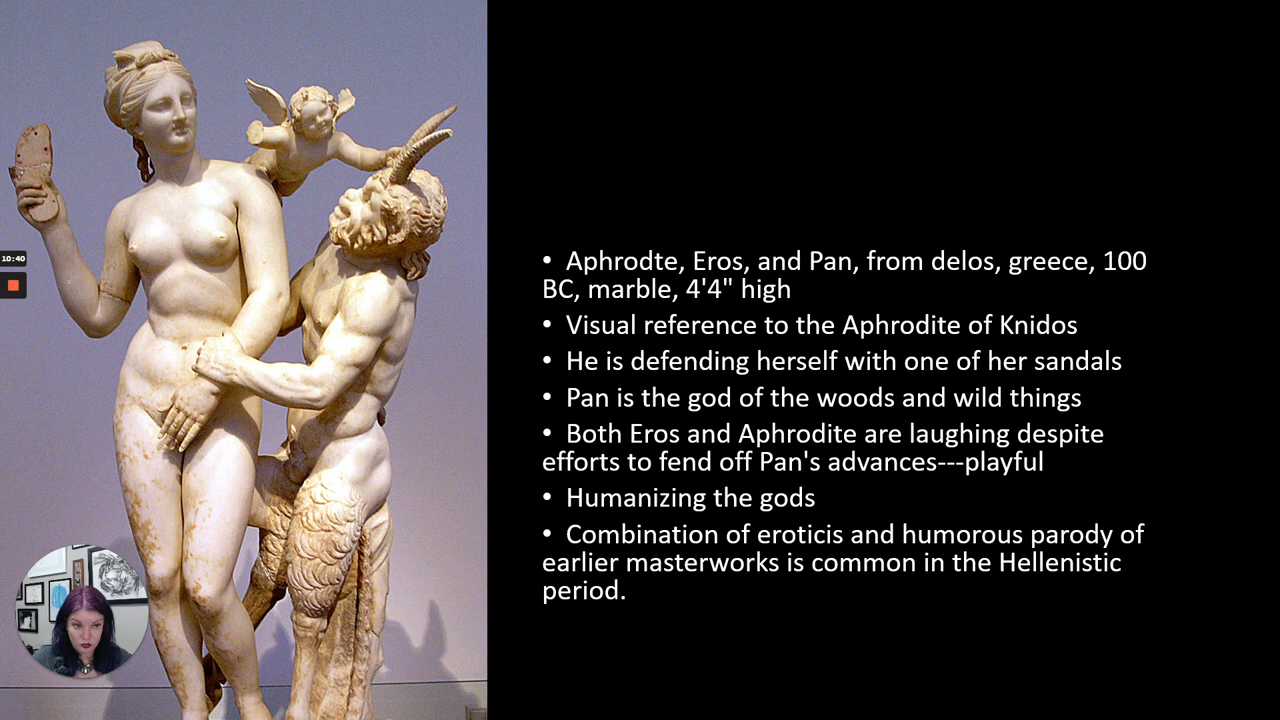 10:40
• Aphrodte, Eros, and Pan, from delos, greece, 100
BC, marble, 4'4" high
• Visual reference to the Aphrodite of Knidos
• He is defending herself with one of her sandals
• Pan is the god of the woods and wild things
• Both Eros and Aphrodite are laughing despite
efforts to fend off Pan's advances---playful
• Humanizing the gods
• Combination of eroticis and humorous parody of
earlier masterworks is common in the Hellenistic
period.